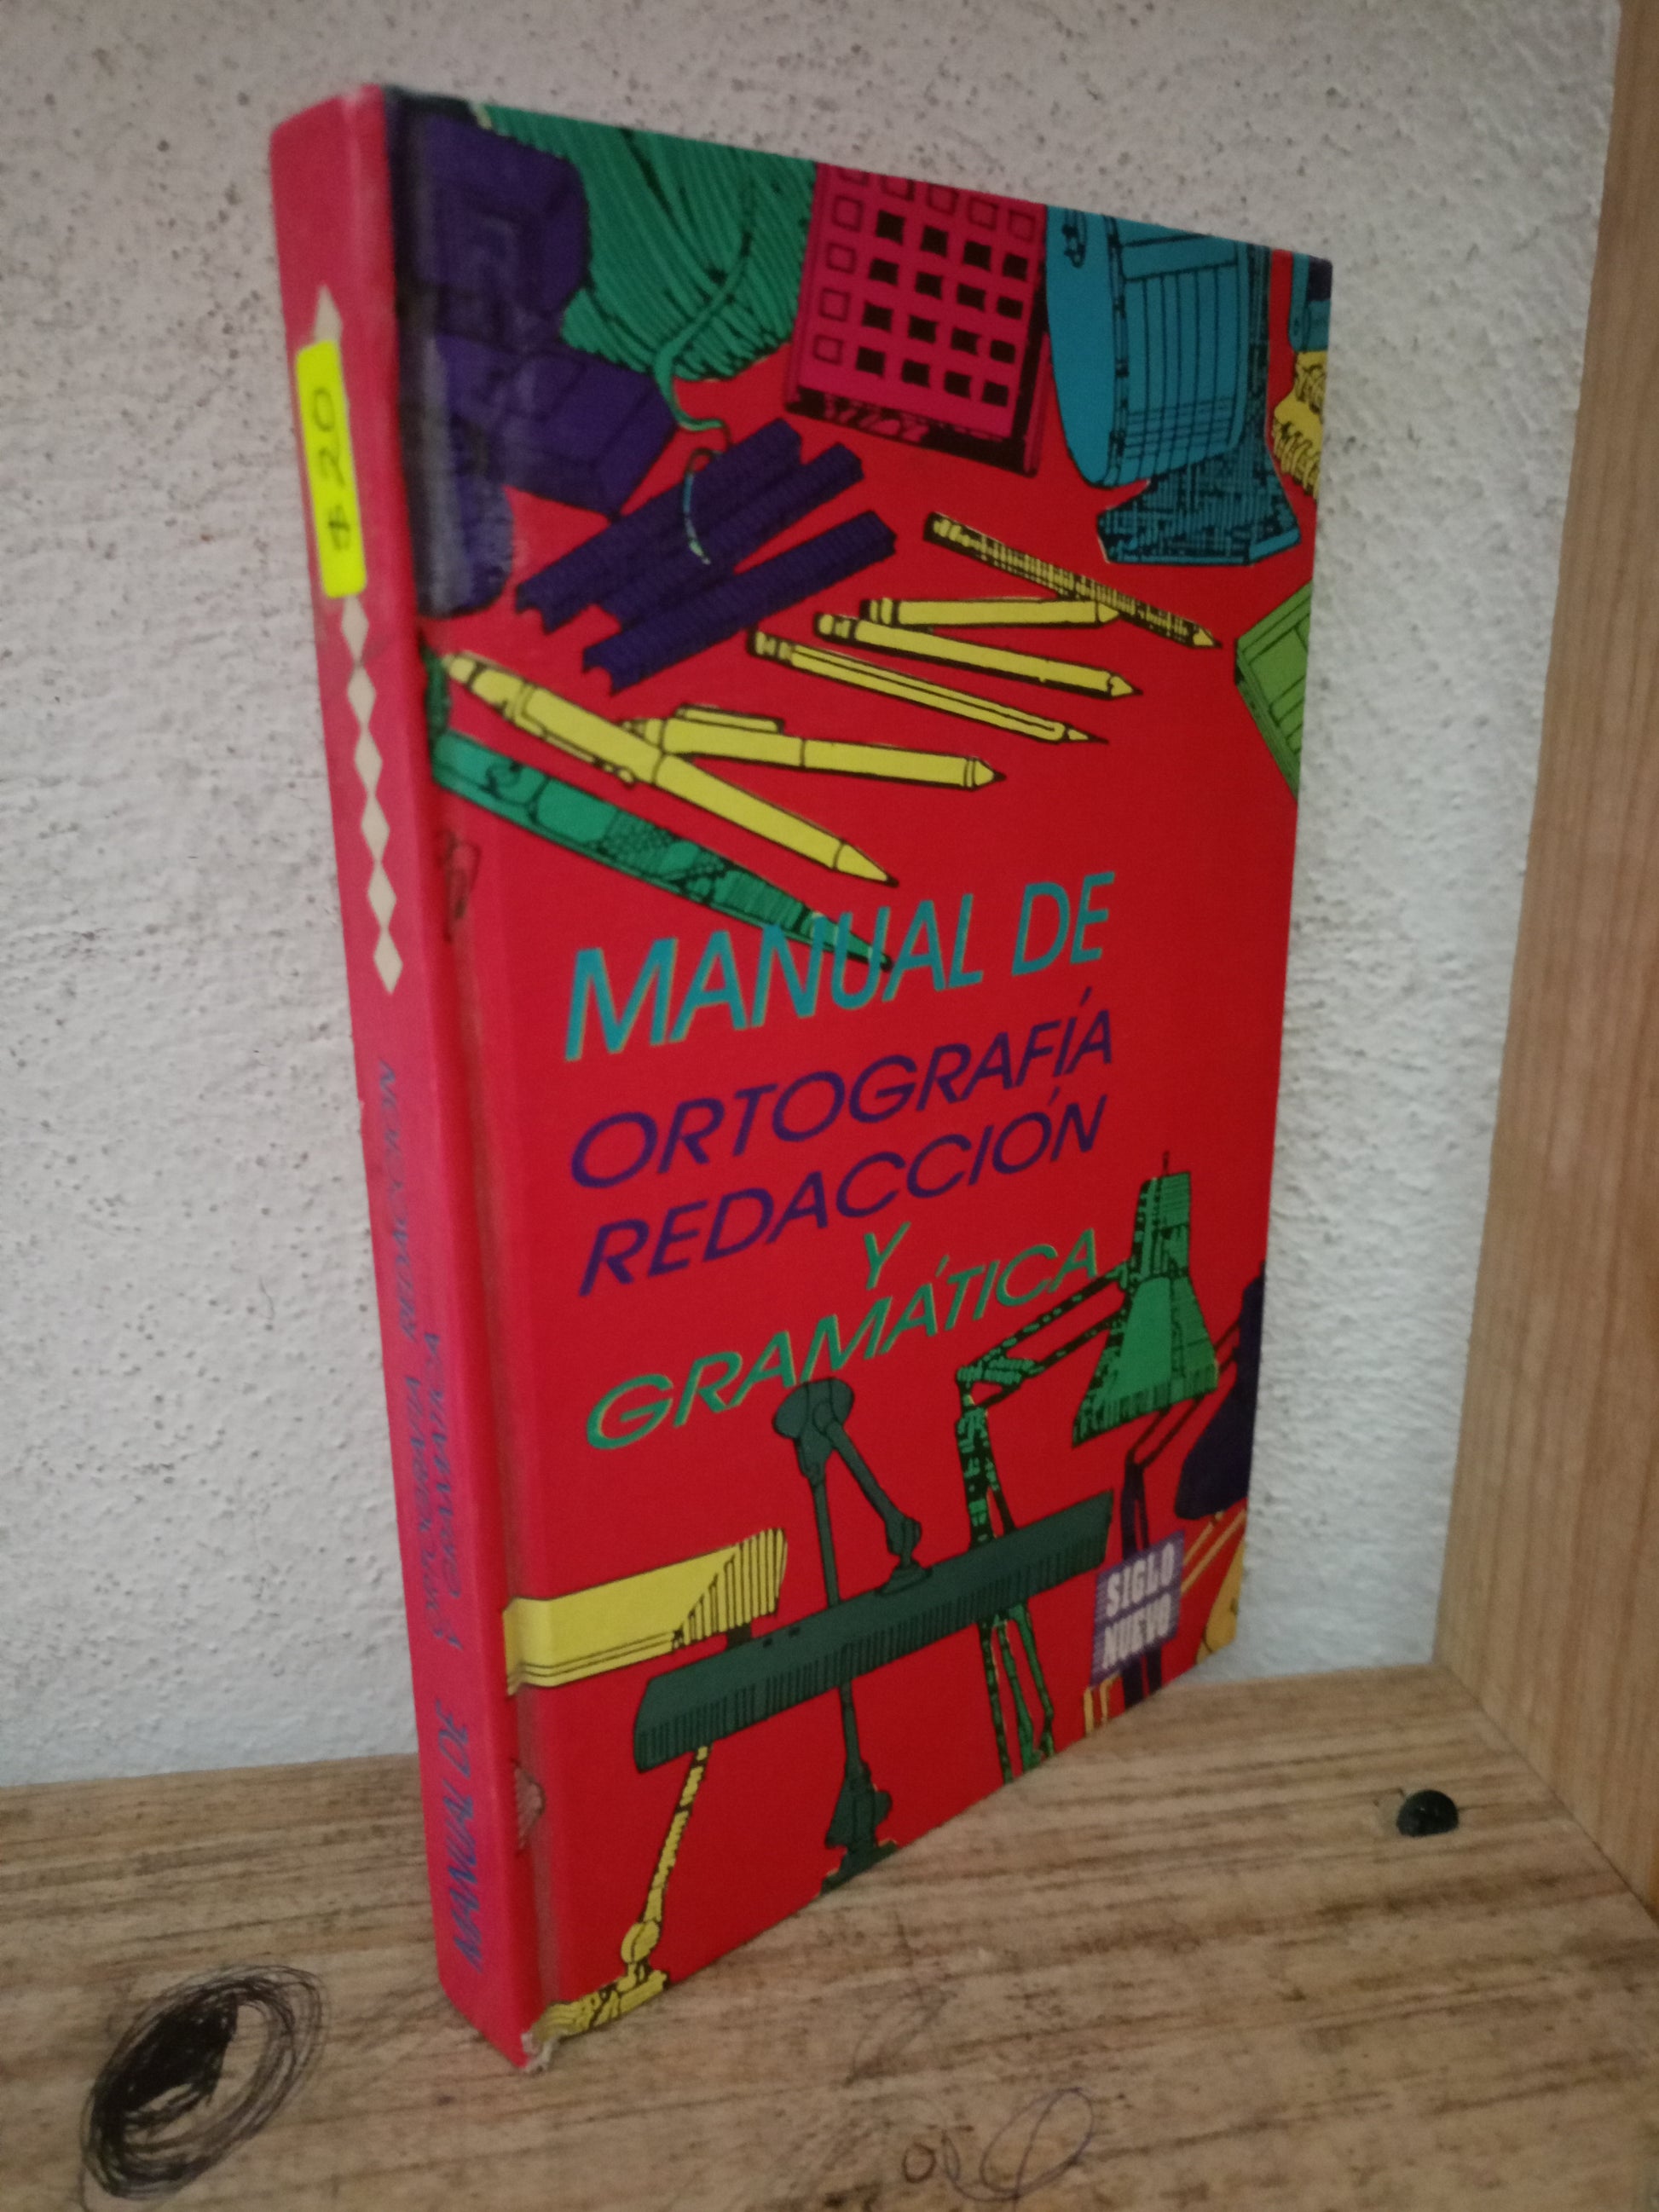 $20
MANUAL DE ORTOGRAFÍA REDACCIÓN
Y GRAMÁTICA
MANUAL DE
ORTOGRAFÍA
REDACCIÓN
Y
GRAMÁTICA
SIGLO
NUEVO